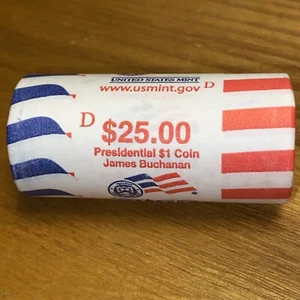 UNITED STATES MINT
www.usmint.gov D
D $25.00
Presidential $1 Coin
James Buchanan